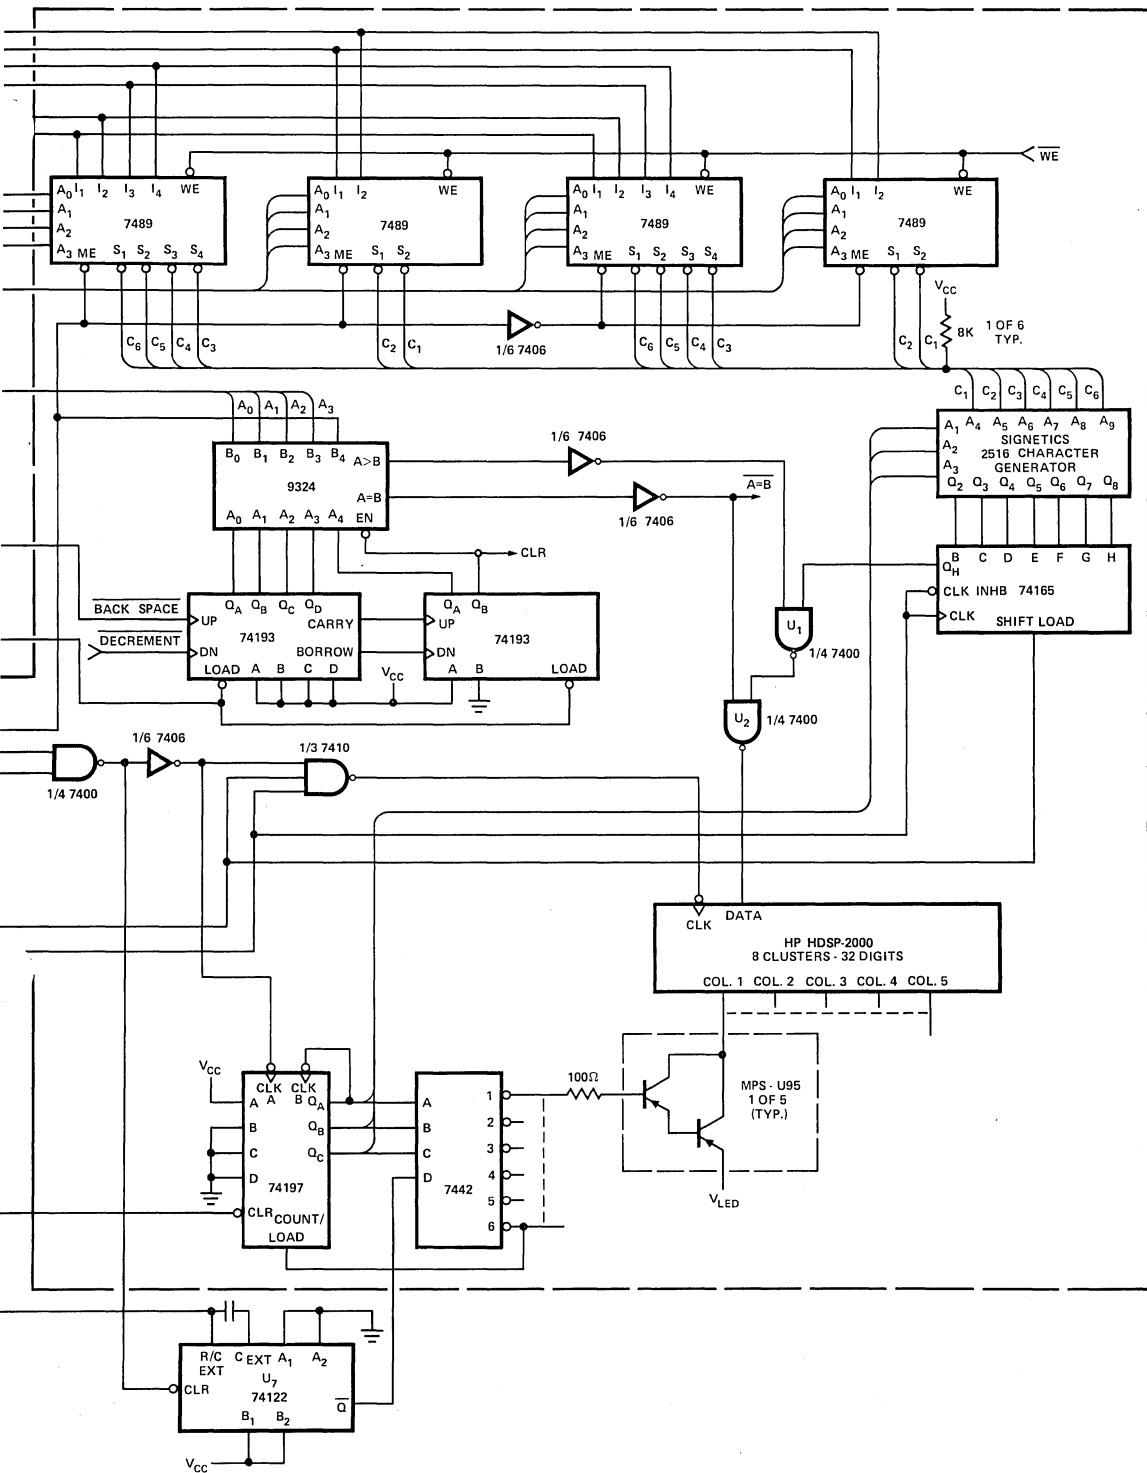 WE
A0 I1 I2 I3 I4 WE
A1
A2
A3 ME S1 S2 S3 S4
7489
A0 I1 I2 WE
A1
A2
A3 ME S1 S2
7489
A0 I1 I2 I3 I4 WE
A1
A2
A3 ME S1 S2 S3 S4
7489
A0 I1 I2 WE
A1
A2
A3 ME S1 S2
7489
VCC
8K
1 OF 6
TYP.
C6 C5 C4 C3
C2 C1
1/6 7406
C6 C5 C4 C3
C2 C1
C1 C2 C3 C4 C5 C6
A0 A1 A2 A3
B0 B1 B2 B3 B4 A>B
9324
A=B
A0 A1 A2 A3 A4 EN
1/6 7406
1/6 7406
A=B
CLR
A1 A4 A5 A6 A7 A8 A9
A2
A3
SIGNETICS
2516 CHARACTER
GENERATOR
Q2 Q3 Q4 Q5 Q6 Q7 Q8
B C D E F G H
QH
CLK INHB 74165
CLK
SHIFT LOAD
BACK SPACE
DECREMENT
QA QB QC QD
UP CARRY
74193
DN BORROW
LOAD A B C D
VCC
QA QB
UP
74193
DN
A B LOAD
U1
1/4 7400
U2
1/4 7400
1/4 7400
1/6 7406
1/3 7410
CLK DATA
HP HDSP-2000
8 CLUSTERS - 32 DIGITS
COL. 1 COL. 2 COL. 3 COL. 4 COL. 5
VCC
CLK A CLK B
A QA
B QB
C QC
D
74197
CLR COUNT/
LOAD
A 1
B 2
C 3
D 4
7442
5
6
100Ω
MPS - U95
1 OF 5
(TYP.)
VLED
R/C EXT C EXT A1 A2
U7
74122
CLR
Q
B1 B2
VCC